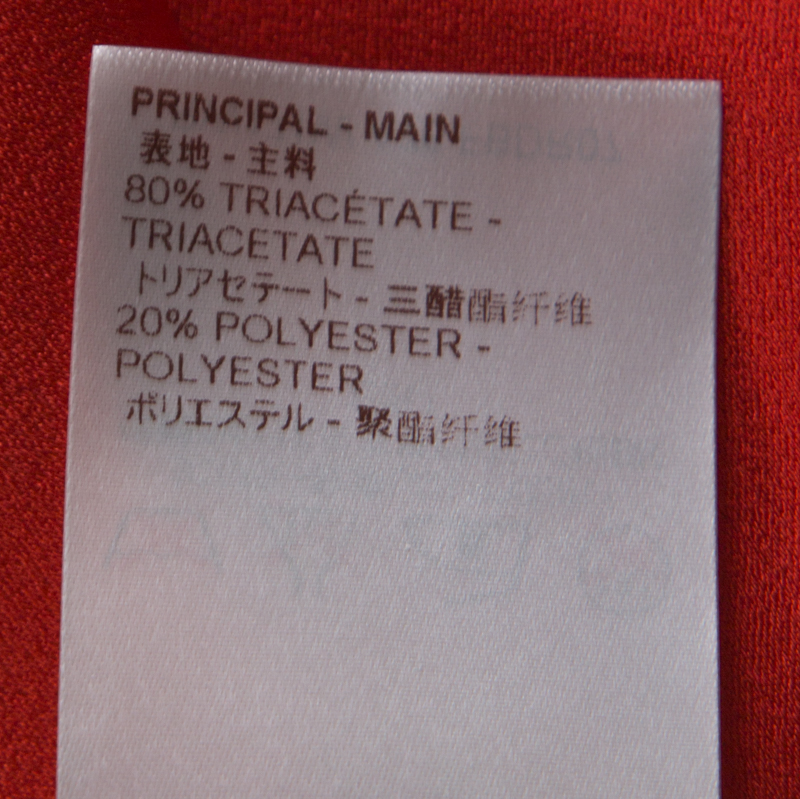 PRINCIPAL - MAIN
表地 - 主料
80% TRIACÉTATE -
TRIACETATE
トリアセテート - 三醋酯纤维
20% POLYESTER -
POLYESTER
ポリエステル - 聚酯纤维